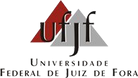 ufjf
UNIVERSIDADE
FEDERAL DE JUIZ DE FORA